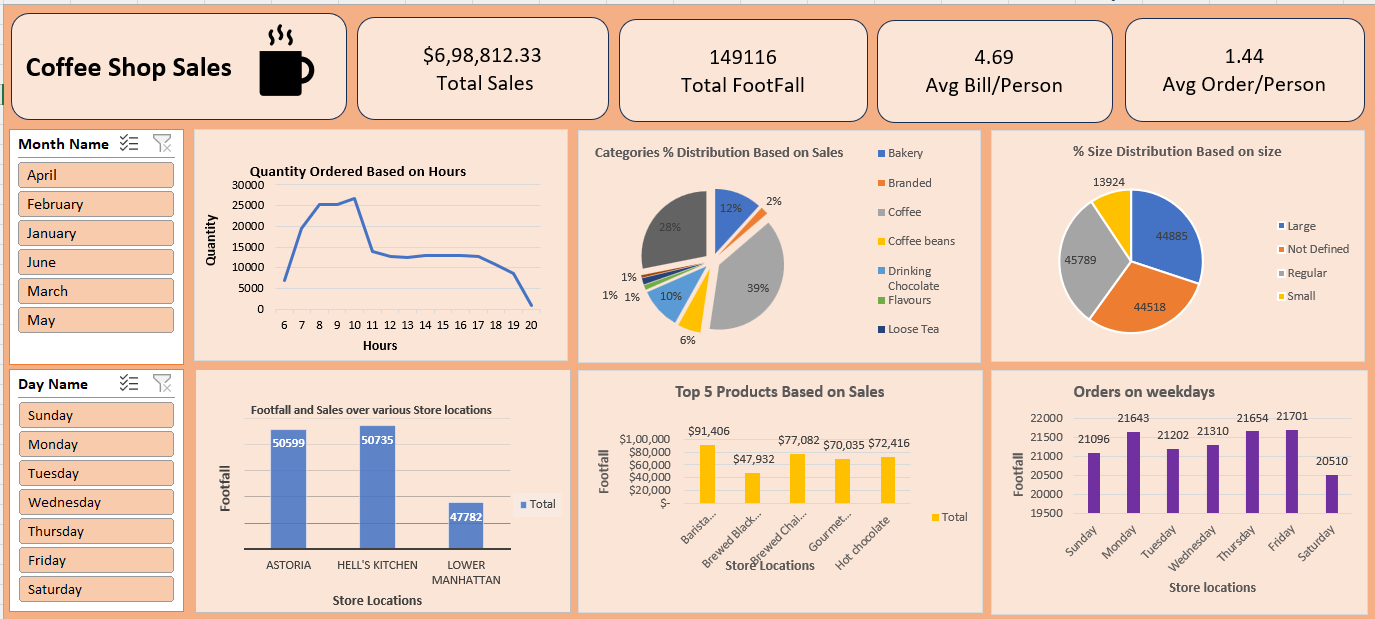 Coffee Shop Sales
$6,98,812.33
Total Sales
149116
Total FootFall
4.69
Avg Bill/Person
1.44
Avg Order/Person
Month Name
April
February
January
June
March
May
Quantity Ordered Based on Hours
Quantity
30000
25000
20000
15000
10000
5000
0
6 7 8 9 10 11 12 13 14 15 16 17 18 19 20
Hours
Categories % Distribution Based on Sales
12%
2%
39%
6%
10%
1%
1%
1%
28%
Bakery
Branded
Coffee
Coffee beans
Drinking
Chocolate
Flavours
Loose Tea
% Size Distribution Based on size
13924
44885
45789
44518
Large
Not Defined
Regular
Small
Day Name
Sunday
Monday
Tuesday
Wednesday
Thursday
Friday
Saturday
Footfall and Sales over various Store locations
Footfall
50599
50735
47782
Total
ASTORIA
HELL'S KITCHEN
LOWER
MANHATTAN
Store Locations
Top 5 Products Based on Sales
Footfall
$1,00,000
$80,000
$60,000
$40,000
$20,000
$-
$91,406
$47,932
$77,082
$70,035
$72,416
Total
Barista...
Brewed Black...
Brewed Chai...
Gourmet...
Hot chocolate
Store Locations
Orders on weekdays
Footfall
22000
21500
21000
20500
20000
19500
21096
21643
21202
21310
21654
21701
20510
Sunday
Monday
Tuesday
Wednesday
Thursday
Friday
Saturday
Store locations